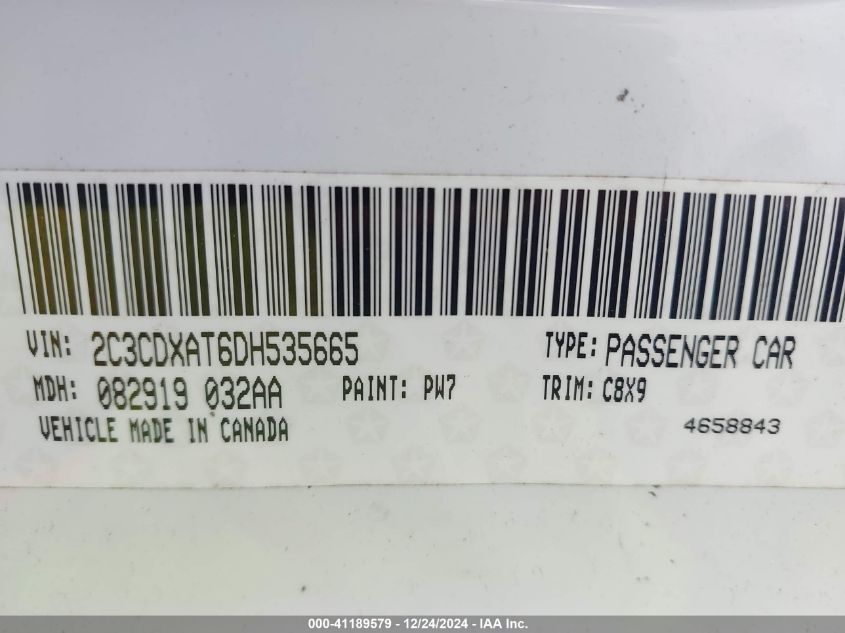 VIN: 2C3CDXAT6DH535665 TYPE: PASSENGER CAR
MDH: 082919 032AA PAINT: PW7 TRIM: C8X9
VEHICLE MADE IN CANADA 4658843
000-41189579 - 12/24/2024 - IAA Inc.